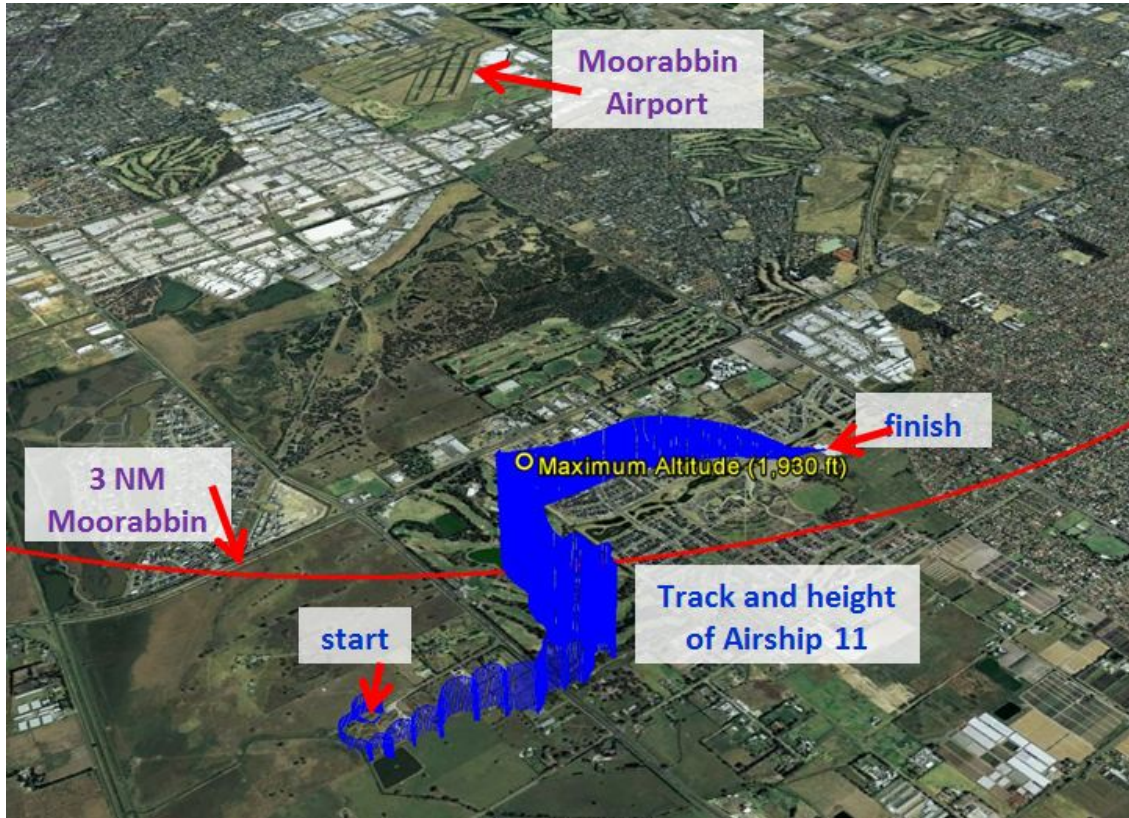 Moorabbin
Airport
finish
Maximum Altitude (1,930 ft)
3 NM
Moorabbin
Track and height
of Airship 11
start